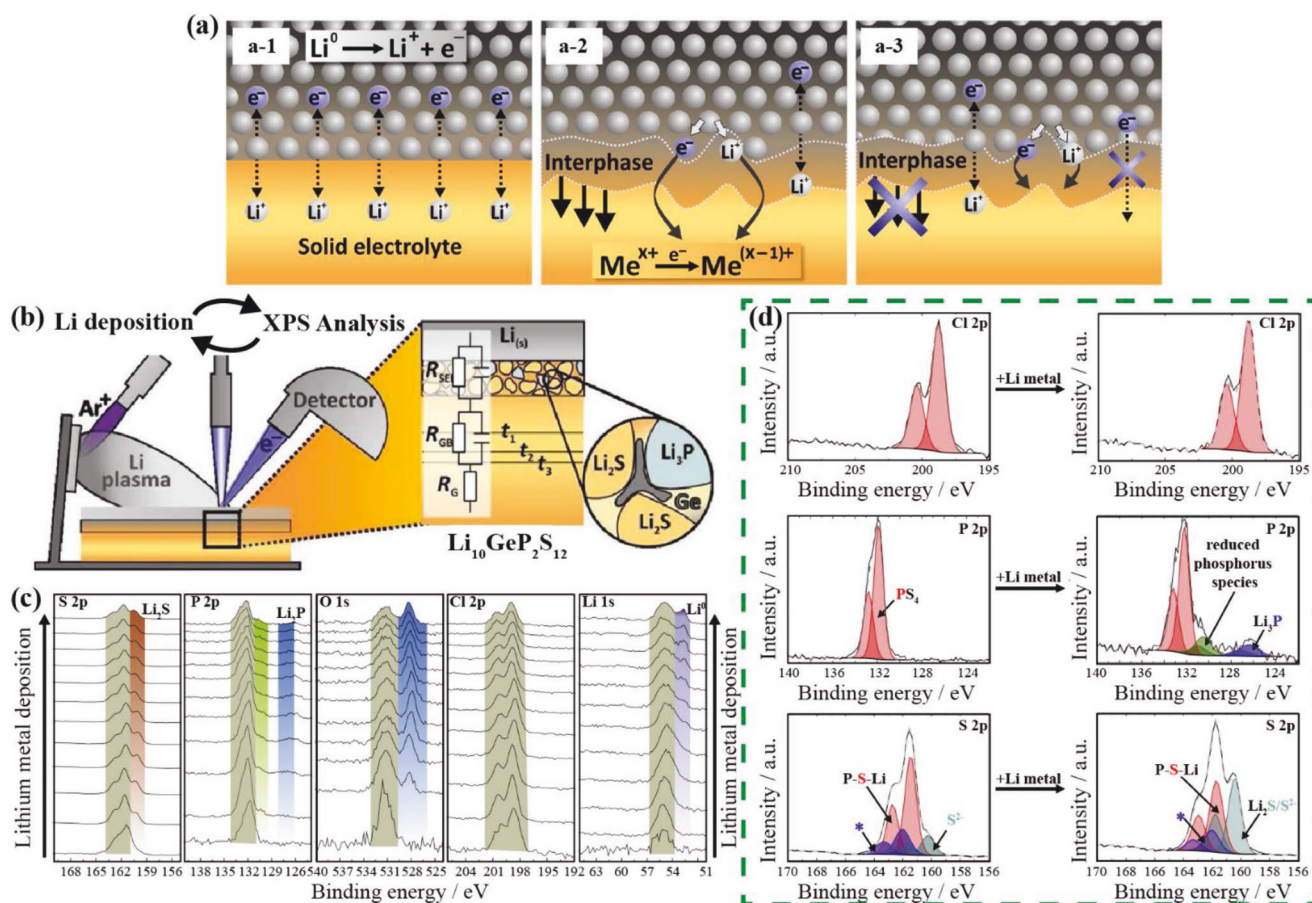 (a)
a-1
Li⁰ → Li⁺ + e⁻
e⁻ e⁻ e⁻ e⁻ e⁻
Li⁺ Li⁺ Li⁺ Li⁺ Li⁺
Solid electrolyte
a-2
e⁻
e⁻ Li⁺
Interphase
Li⁺
Meˣ⁺ e⁻→ Me⁽ˣ⁻¹⁾⁺
a-3
e⁻
e⁻
e⁻ Li⁺
Interphase
Li⁺
(b)
Li deposition
XPS Analysis
Ar⁺
Li
plasma
e⁻
Detector
Li(s)
R_SEI
R_GB
R_G
t₁
t₂
t₃
Li₂S
Li₃P
Ge
Li₂S
Li₁₀GeP₂S₁₂
(c)
Lithium metal deposition
S 2p
Li₂S
168 165 162 159
P 2p
Li₃P
138 135 132 129 126
O 1s
540 537 534 531 528 525
Cl 2p
204 201 198 195 192
Li 1s
Li⁰
63 60 57 54 51
Lithium metal deposition
Binding energy / eV
(d)
Intensity / a.u.
Cl 2p
210 205 200 195
Binding energy / eV
+Li metal
Intensity / a.u.
Cl 2p
210 205 200 195
Binding energy / eV
Intensity / a.u.
P 2p
PS₄
140 136 132 128 124
Binding energy / eV
+Li metal
Intensity / a.u.
P 2p
reduced
phosphorus
species
Li₃P
140 136 132 128 124
Binding energy / eV
Intensity / a.u.
S 2p
P-S-Li
*
S²⁻
170 168 166 164 162 160 158 156
Binding energy / eV
+Li metal
Intensity / a.u.
S 2p
P-S-Li
*
Li₂S/S²⁻
170 168 166 164 162 160 158 156
Binding energy / eV